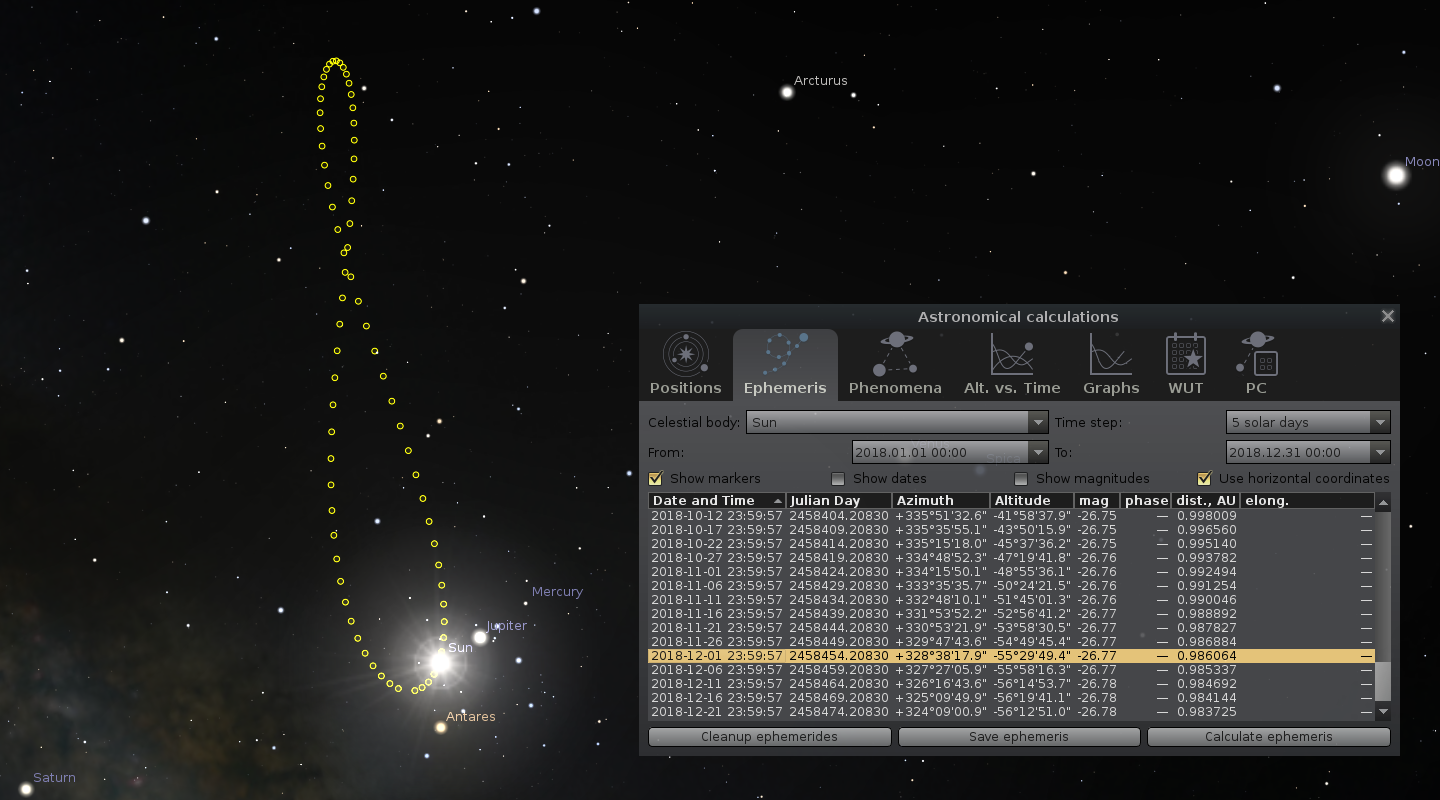 Arcturus
Moon
Astronomical calculations
Positions Ephemeris Phenomena Alt. vs. Time Graphs WUT PC
Celestial body: Sun Time step: 5 solar days
From: 2018.01.01 00:00 To: 2018.12.31 00:00
Spica
Show markers Show dates Show magnitudes Use horizontal coordinates
Date and Time Julian Day Azimuth Altitude mag phase dist., AU elong.
2018-10-12 23:59:57 2458404.20830 +335°51'32.6" -41°58'37.9" -26.75 — 0.998009 —
2018-10-17 23:59:57 2458409.20830 +335°35'55.1" -43°50'15.9" -26.75 — 0.996560 —
2018-10-22 23:59:57 2458414.20830 +335°15'18.0" -45°37'36.2" -26.75 — 0.995140 —
2018-10-27 23:59:57 2458419.20830 +334°48'52.3" -47°19'41.8" -26.76 — 0.993782 —
2018-11-01 23:59:57 2458424.20830 +334°15'50.1" -48°55'36.1" -26.76 — 0.992494 —
2018-11-06 23:59:57 2458429.20830 +333°35'35.7" -50°24'21.5" -26.76 — 0.991254 —
2018-11-11 23:59:57 2458434.20830 +332°48'10.1" -51°45'01.3" -26.76 — 0.990046 —
2018-11-16 23:59:57 2458439.20830 +331°53'52.2" -52°56'41.2" -26.77 — 0.988892 —
2018-11-21 23:59:57 2458444.20830 +330°53'21.9" -53°58'30.5" -26.77 — 0.987827 —
2018-11-26 23:59:57 2458449.20830 +329°47'43.6" -54°49'45.4" -26.77 — 0.986884 —
2018-12-01 23:59:57 2458454.20830 +328°38'17.9" -55°29'49.4" -26.77 — 0.986064 —
2018-12-06 23:59:57 2458459.20830 +327°27'05.9" -55°58'16.3" -26.77 — 0.985337 —
2018-12-11 23:59:57 2458464.20830 +326°16'43.6" -56°14'53.7" -26.78 — 0.984692 —
2018-12-16 23:59:57 2458469.20830 +325°09'49.9" -56°19'41.1" -26.78 — 0.984144 —
2018-12-21 23:59:57 2458474.20830 +324°09'00.9" -56°12'51.0" -26.78 — 0.983725 —
Cleanup ephemerides Save ephemeris Calculate ephemeris
Mercury
Jupiter
Sun
Antares
Saturn